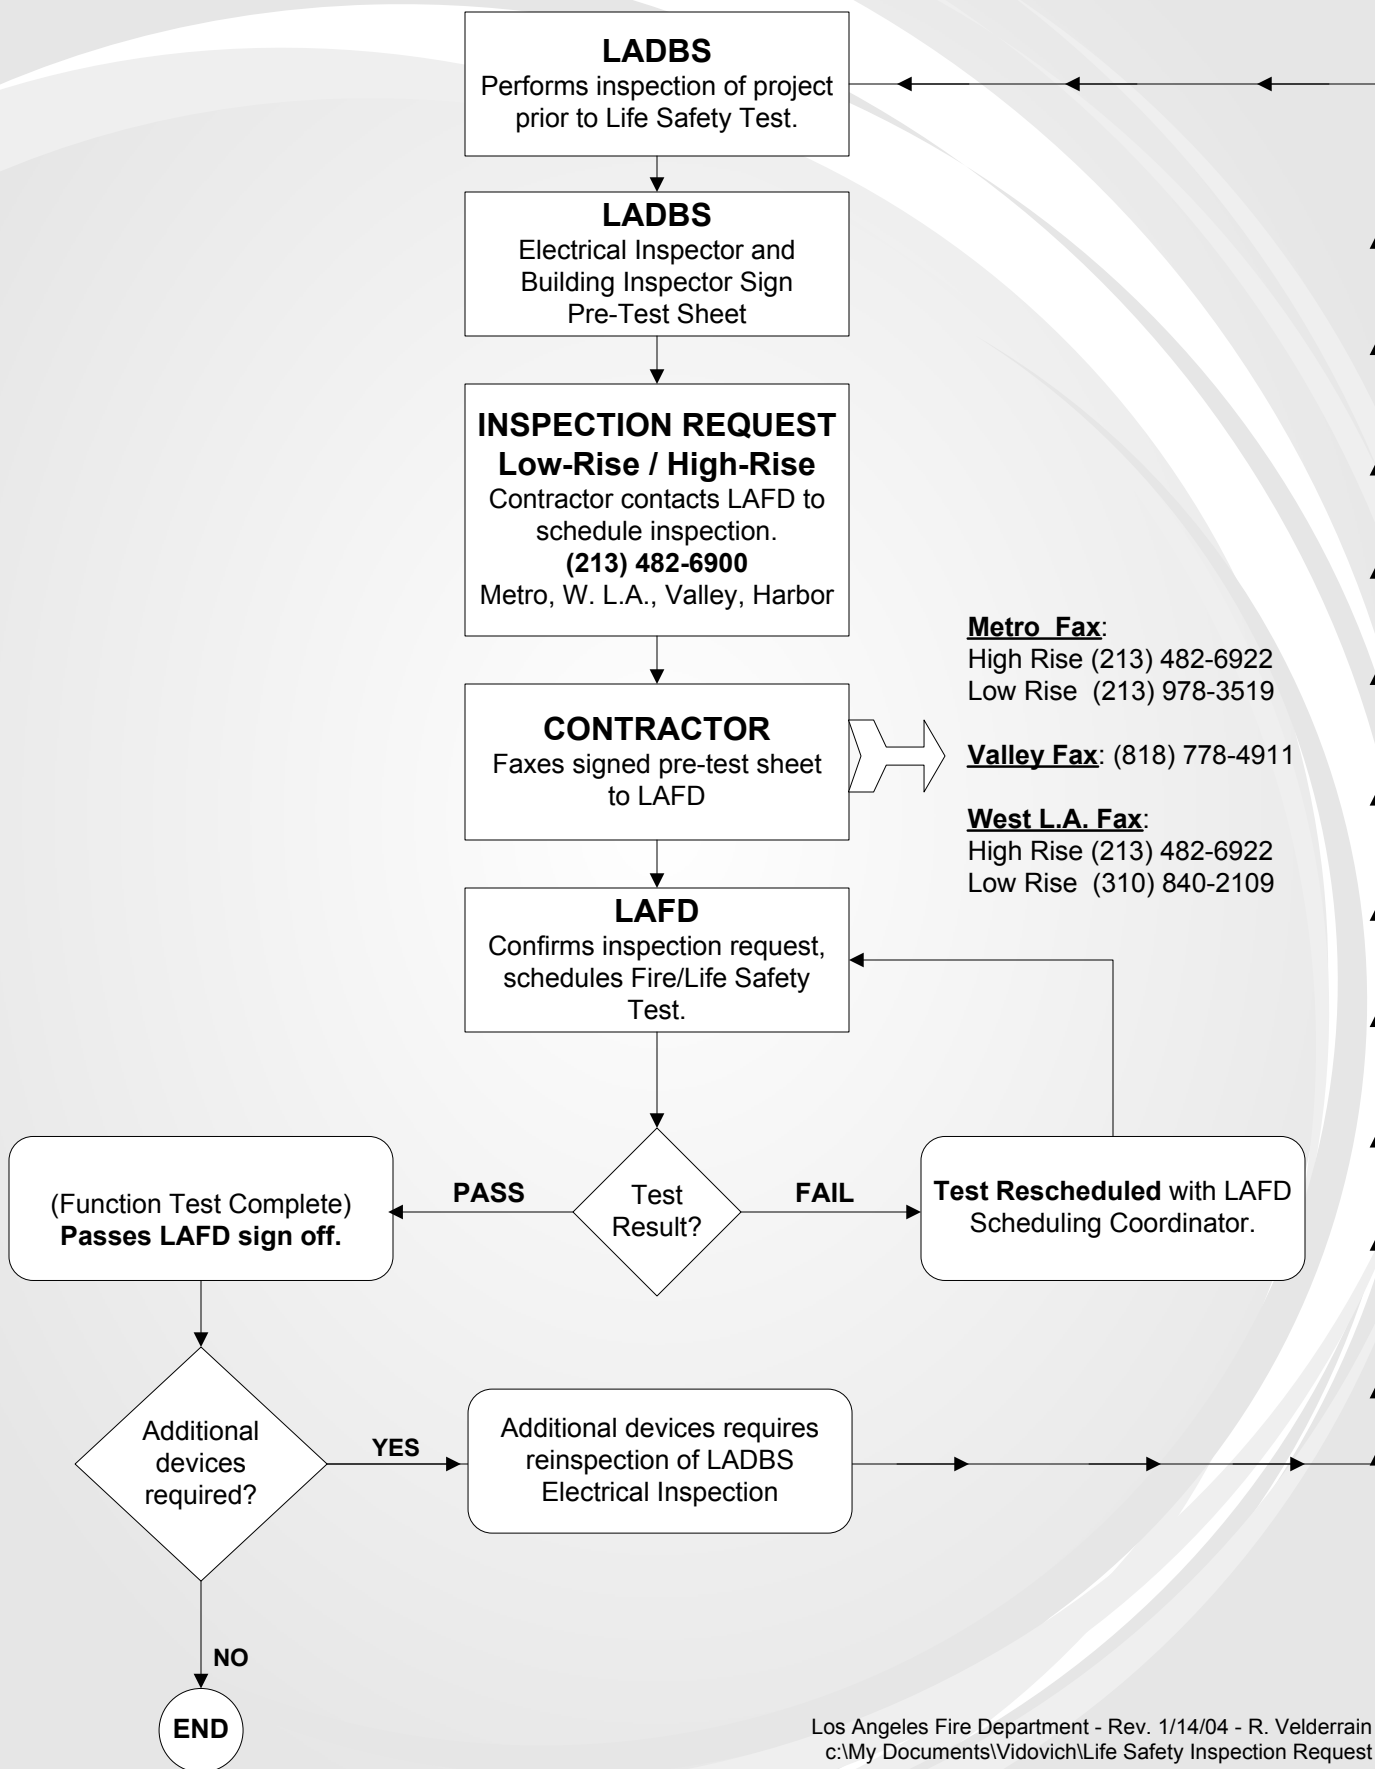 LADBS
Performs inspection of project
prior to Life Safety Test.
LADBS
Electrical Inspector and
Building Inspector Sign
Pre-Test Sheet
INSPECTION REQUEST
Low-Rise / High-Rise
Contractor contacts LAFD to
schedule inspection.
(213) 482-6900
Metro, W. L.A., Valley, Harbor
CONTRACTOR
Faxes signed pre-test sheet
to LAFD
Metro Fax:
High Rise (213) 482-6922
Low Rise (213) 978-3519
Valley Fax: (818) 778-4911
West L.A. Fax:
High Rise (213) 482-6922
Low Rise (310) 840-2109
LAFD
Confirms inspection request,
schedules Fire/Life Safety
Test.
(Function Test Complete)
Passes LAFD sign off.
PASS
Test
Result?
FAIL
Test Rescheduled with LAFD
Scheduling Coordinator.
Additional
devices
required?
YES
Additional devices requires
reinspection of LADBS
Electrical Inspection
NO
END
Los Angeles Fire Department - Rev. 1/14/04 - R. Velderrain
c:\My Documents\Vidovich\Life Safety Inspection Request